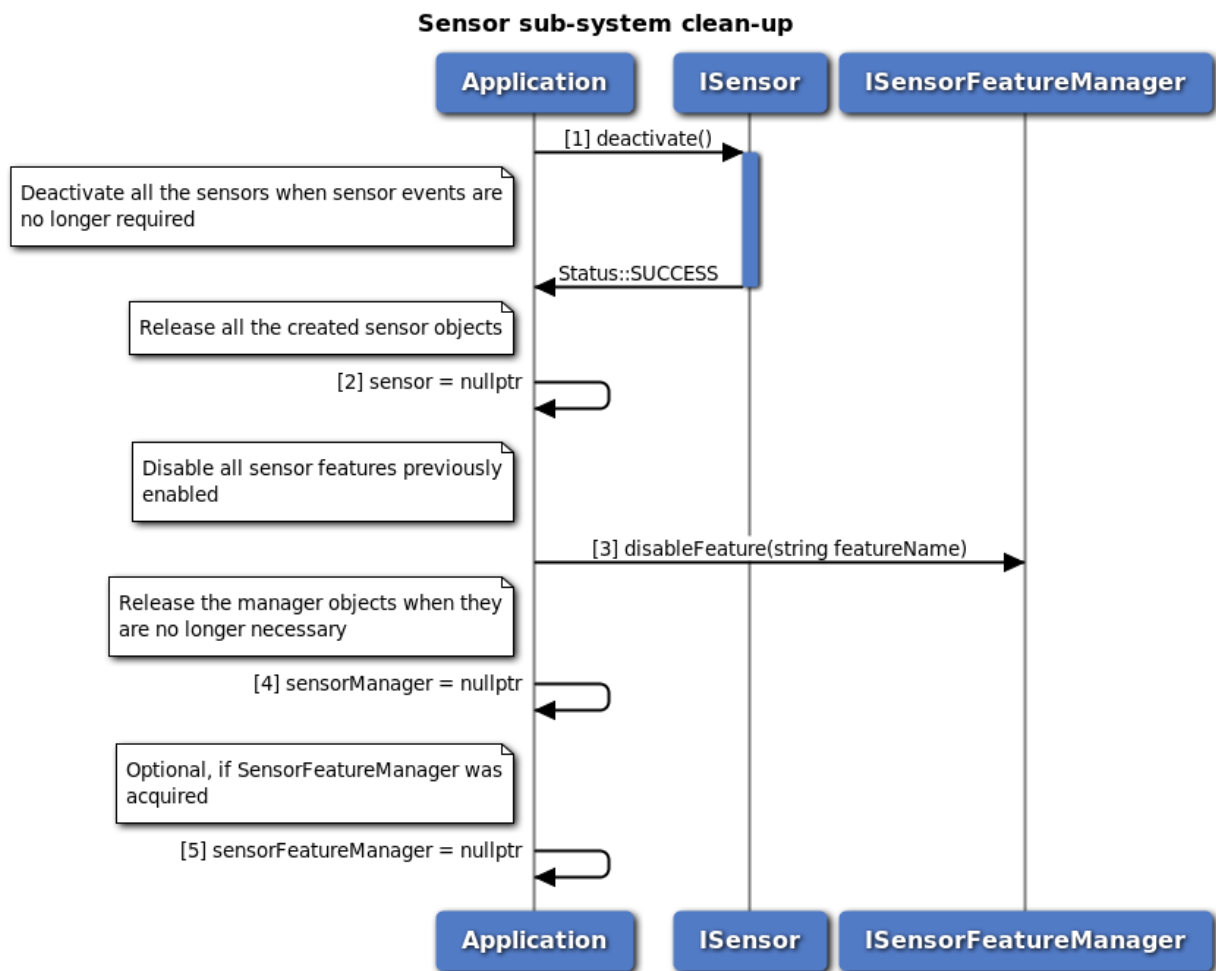 Sensor sub-system clean-up
Application
ISensor
ISensorFeatureManager
[1] deactivate()
Deactivate all the sensors when sensor events are
no longer required
Status::SUCCESS
Release all the created sensor objects
[2] sensor = nullptr
Disable all sensor features previously
enabled
[3] disableFeature(string featureName)
Release the manager objects when they
are no longer necessary
[4] sensorManager = nullptr
Optional, if SensorFeatureManager was
acquired
[5] sensorFeatureManager = nullptr
Application
ISensor
ISensorFeatureManager